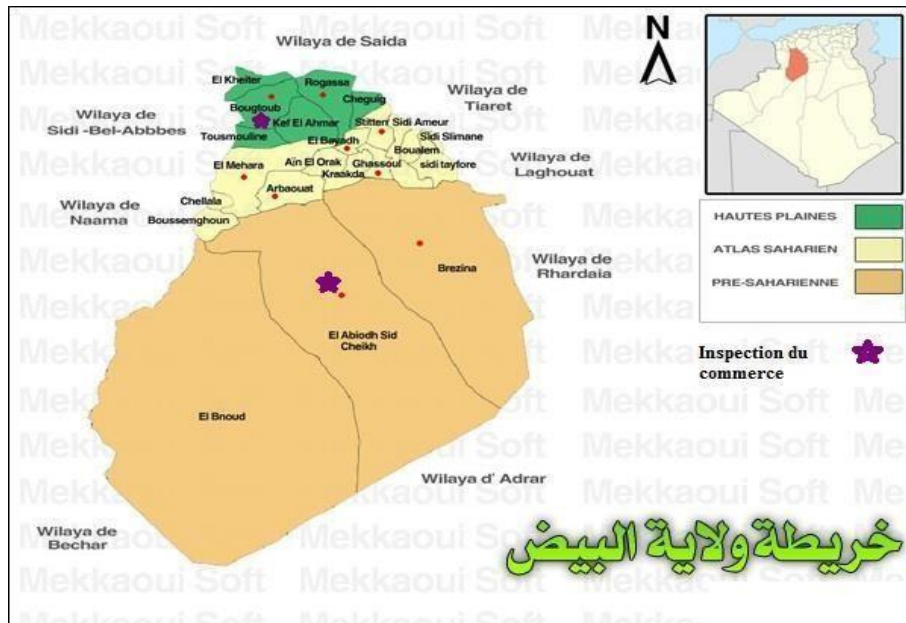 Wilaya de Saida
N
El Kheiter
Rogassa
Cheguig
Wilaya de
Tiaret
Bougtoub
Wilaya de
Sidi -Bel-Abbbes
Kef El Ahmar
Stitten
Sidi Ameur
Tousmouline
El Bayadh
Sidi Slimane
Boualem
El Mehara
Aïn El Orak
Ghassoul
sidi tayfore
Kraakda
Wilaya de
Laghouat
Arbaouat
Chellala
Wilaya de
Naama
Boussemghoun
HAUTES PLAINES
ATLAS SAHARIEN
PRE-SAHARIENNE
Brezina
Wilaya de
Rhardaia
El Abiodh Sid
Cheikh
Inspection du
commerce
El Bnoud
Wilaya d' Adrar
Wilaya de
Bechar
خريطة ولاية البيض
Mekkaoui Soft